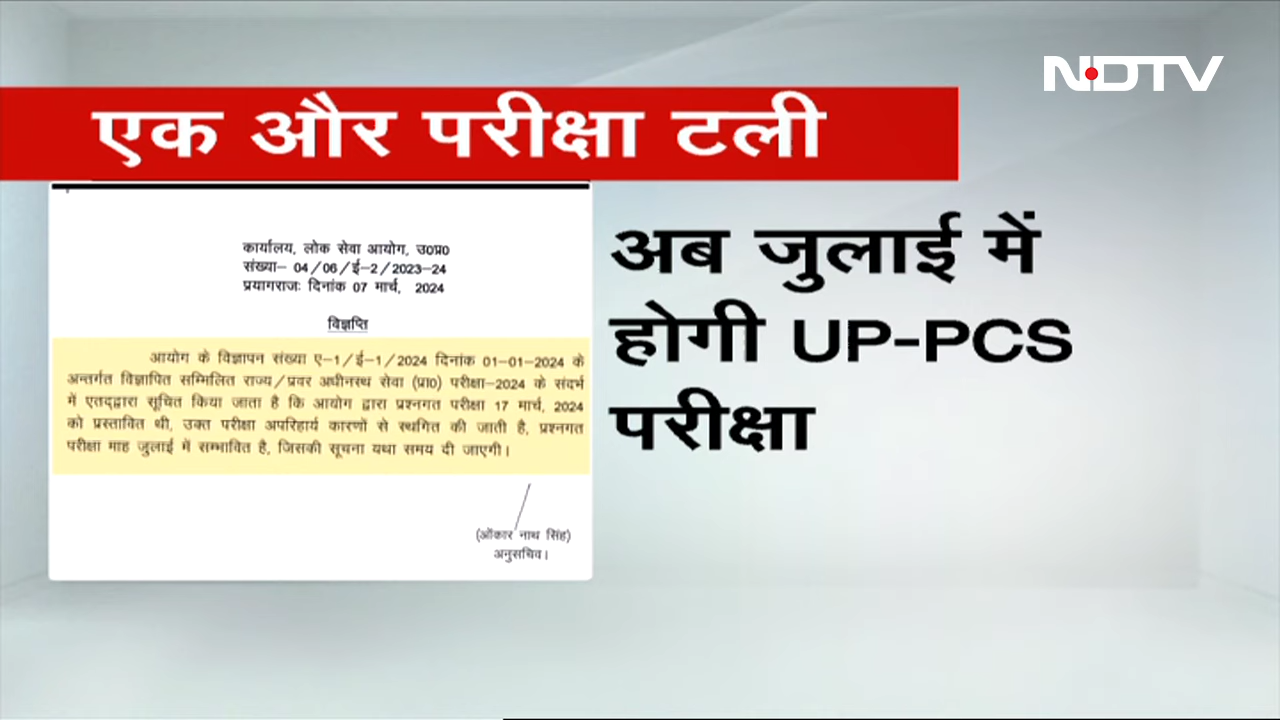 NDTV
एक और परीक्षा टली
कार्यालय, लोक सेवा आयोग, उ0प्र0
संख्या– 04/06/ई–2/2023–24
प्रयागराजः दिनांक 07 मार्च, 2024
विज्ञप्ति
आयोग के विज्ञापन संख्या ए–1/ई–1/2024 दिनांक 01–01–2024 के
अन्तर्गत विज्ञापित सम्मिलित राज्य/प्रवर अधीनस्थ सेवा (प्रा0) परीक्षा–2024 के संदर्भ
में एतद्द्वारा सूचित किया जाता है कि आयोग द्वारा प्रश्नगत परीक्षा 17 मार्च, 2024
को प्रस्तावित थी, उक्त परीक्षा अपरिहार्य कारणों से स्थगित की जाती है, प्रश्नगत
परीक्षा माह जुलाई में सम्भावित है, जिसकी सूचना यथा समय दी जाएगी।
(ओंकार नाथ सिंह)
अनुसचिव।
अब जुलाई में
होगी UP-PCS
परीक्षा